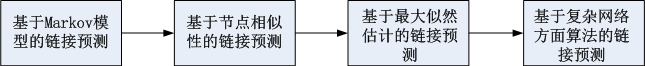 基于Markov模
型的链接预测
基于节点相似
性的链接预测
基于最大似然
估计的链接预
测
基于复杂网络
方面算法的链
接预测